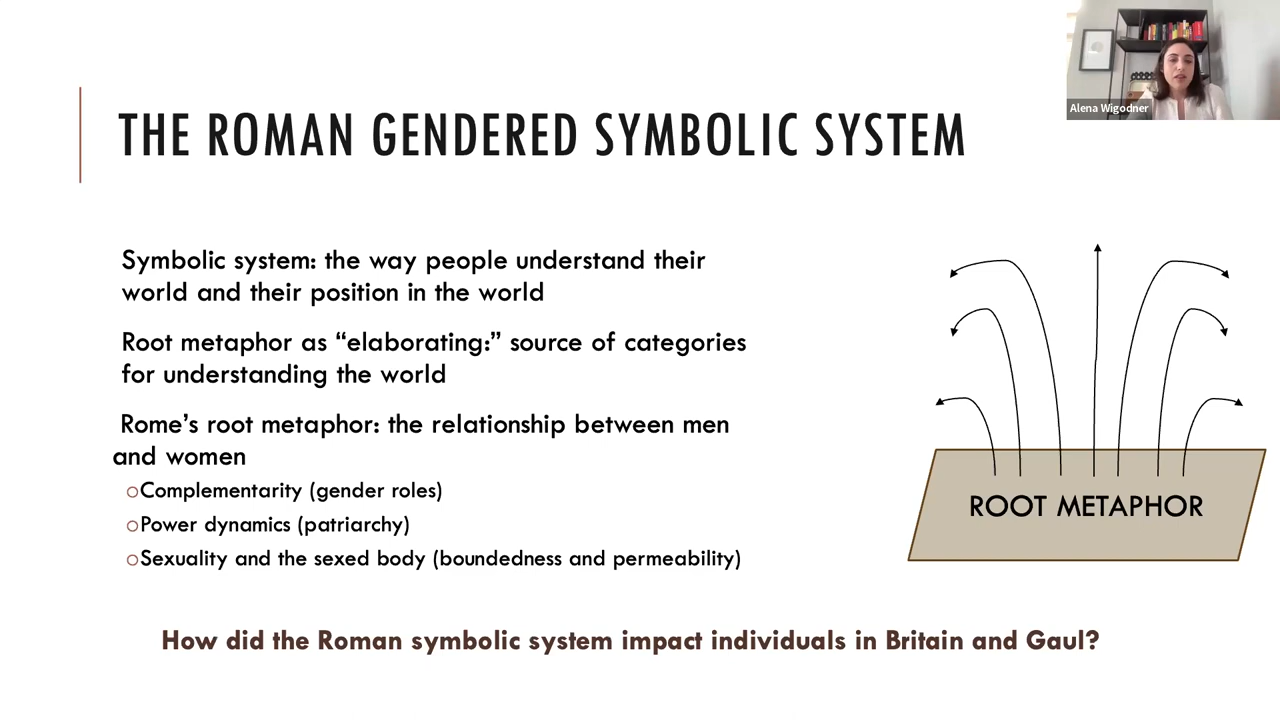 Alena Wigodner
THE ROMAN GENDERED SYMBOLIC SYSTEM
Symbolic system: the way people understand their
world and their position in the world
Root metaphor as “elaborating:” source of categories
for understanding the world
Rome’s root metaphor: the relationship between men
and women
○Complementarity (gender roles)
○Power dynamics (patriarchy)
○Sexuality and the sexed body (boundedness and permeability)
ROOT METAPHOR
How did the Roman symbolic system impact individuals in Britain and Gaul?